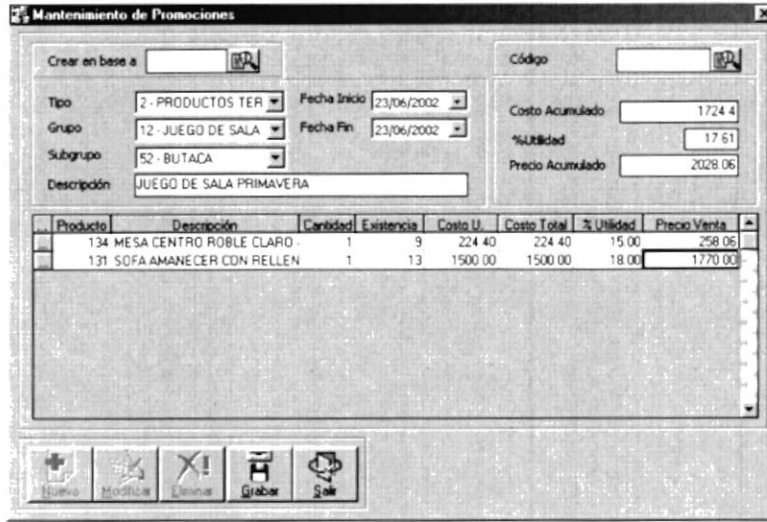 Mantenimiento de Promociones
Crear en base a
Código
Tipo 2 - PRODUCTOS TER Fecha Inicio 23/06/2002
Grupo 12 - JUEGO DE SALA Fecha Fin 23/06/2002
Subgrupo 52 - BUTACA
Descripción JUEGO DE SALA PRIMAVERA
Costo Acumulado 1724.4
%Utilidad 17.61
Precio Acumulado 2028.06
... Producto Descripción Cantidad Existencia Costo U. Costo Total % Utilidad Precio Venta
134 MESA CENTRO ROBLE CLARO - 1 9 224.40 224.40 15.00 258.06
131 SOFA AMANECER CON RELLEN 1 13 1500.00 1500.00 18.00 1770.00
Nuevo Modificar Eliminar Grabar Salir